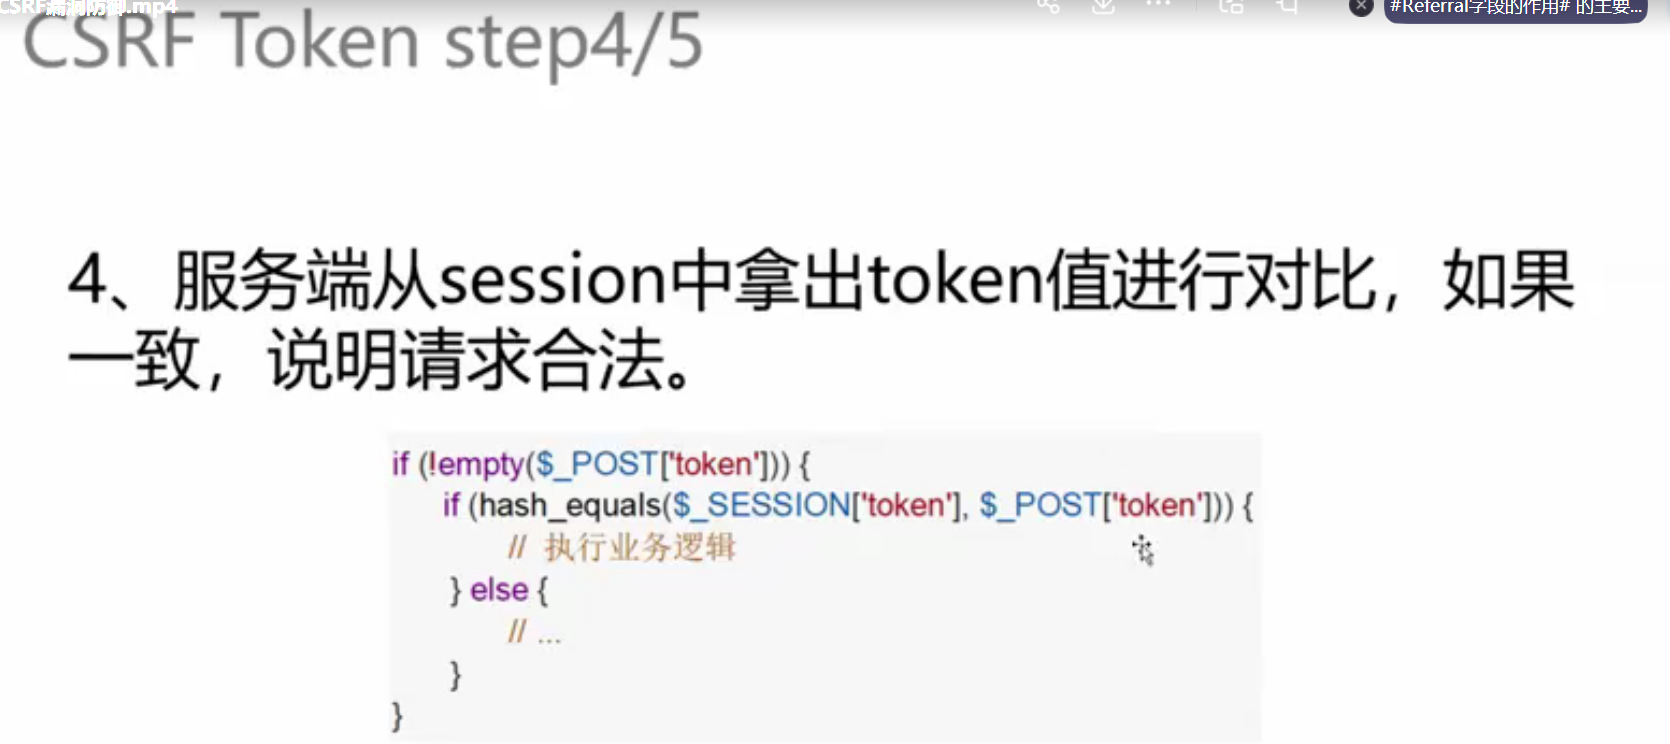 CSRF漏洞防御.mp4
#Referral字段的作用# 的主要...
CSRF Token step4/5
4、服务端从session中拿出token值进行对比，如果
一致，说明请求合法。
if (!empty($_POST['token'])) {
if (hash_equals($_SESSION['token'], $_POST['token'])) {
// 执行业务逻辑
} else {
// ...
}
}